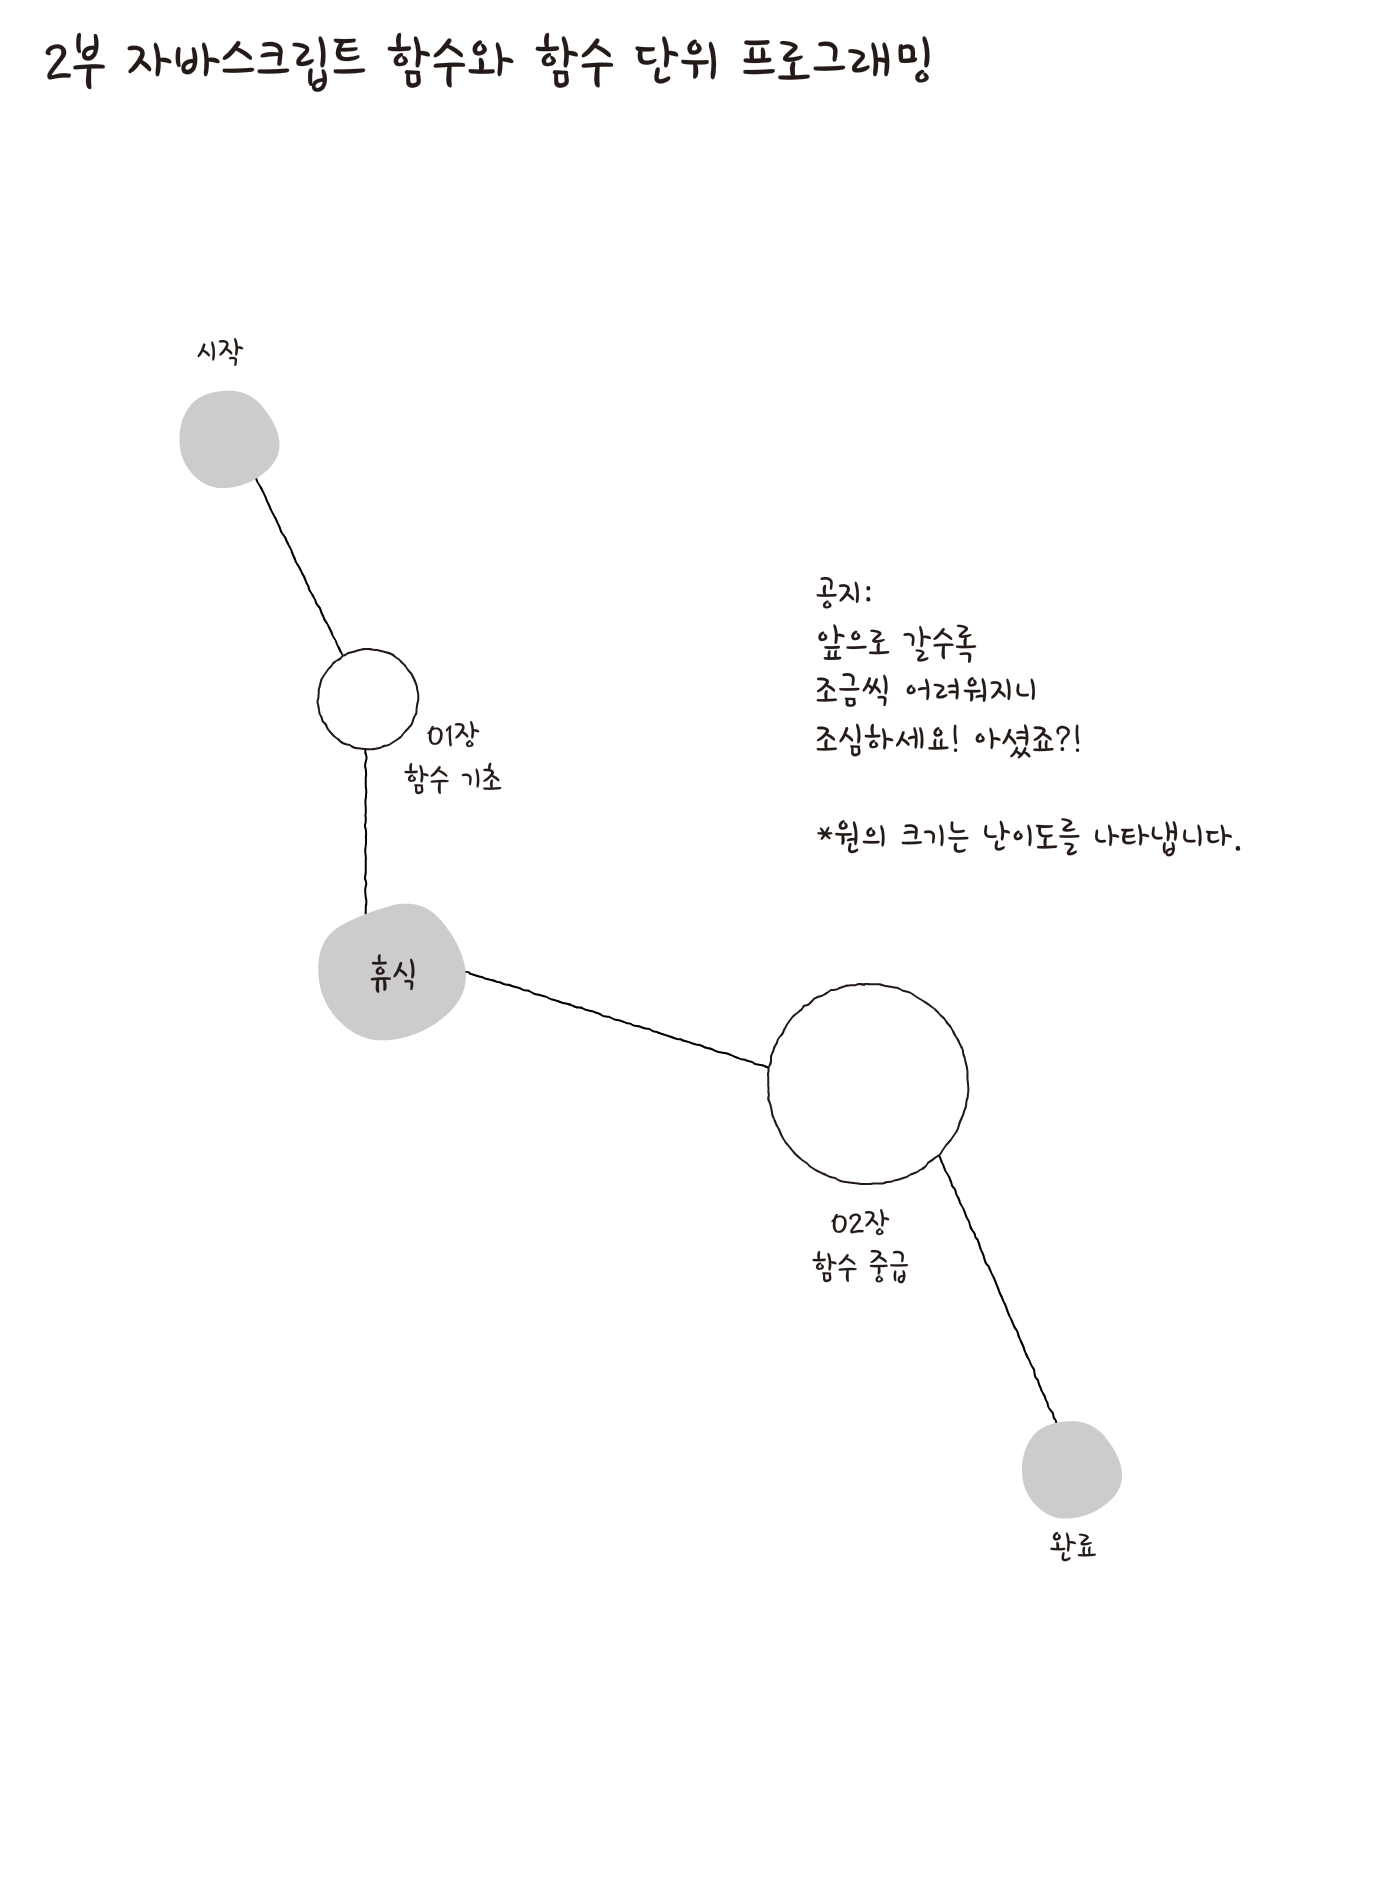 2부 자바스크립트 함수와 함수 단위 프로그래밍
시작
공지:
앞으로 갈수록
조금씩 어려워지니
조심하세요! 아셨죠?!
*원의 크기는 난이도를 나타냅니다.
01장
함수 기초
휴식
02장
함수 중급
완료